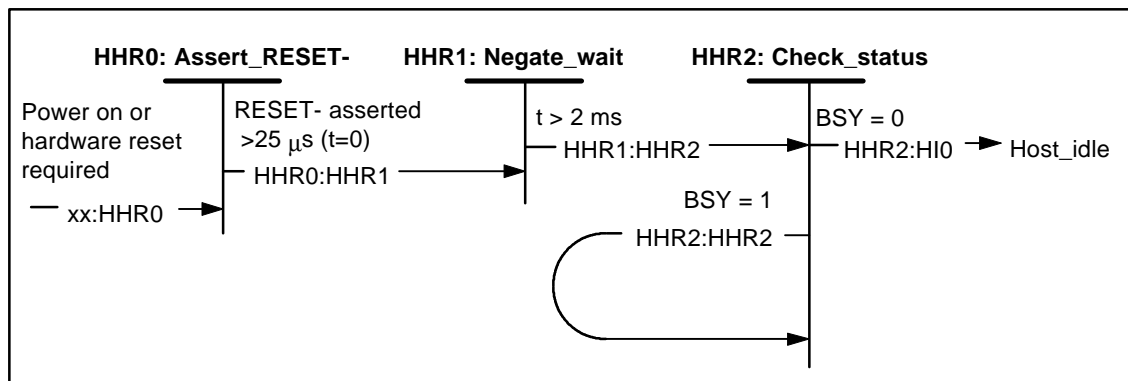 HHR0: Assert_RESET-
HHR1: Negate_wait
HHR2: Check_status
Power on or
hardware reset
required
xx:HHR0
RESET- asserted
>25 μs (t=0)
HHR0:HHR1
t > 2 ms
HHR1:HHR2
BSY = 0
HHR2:HI0
Host_idle
BSY = 1
HHR2:HHR2